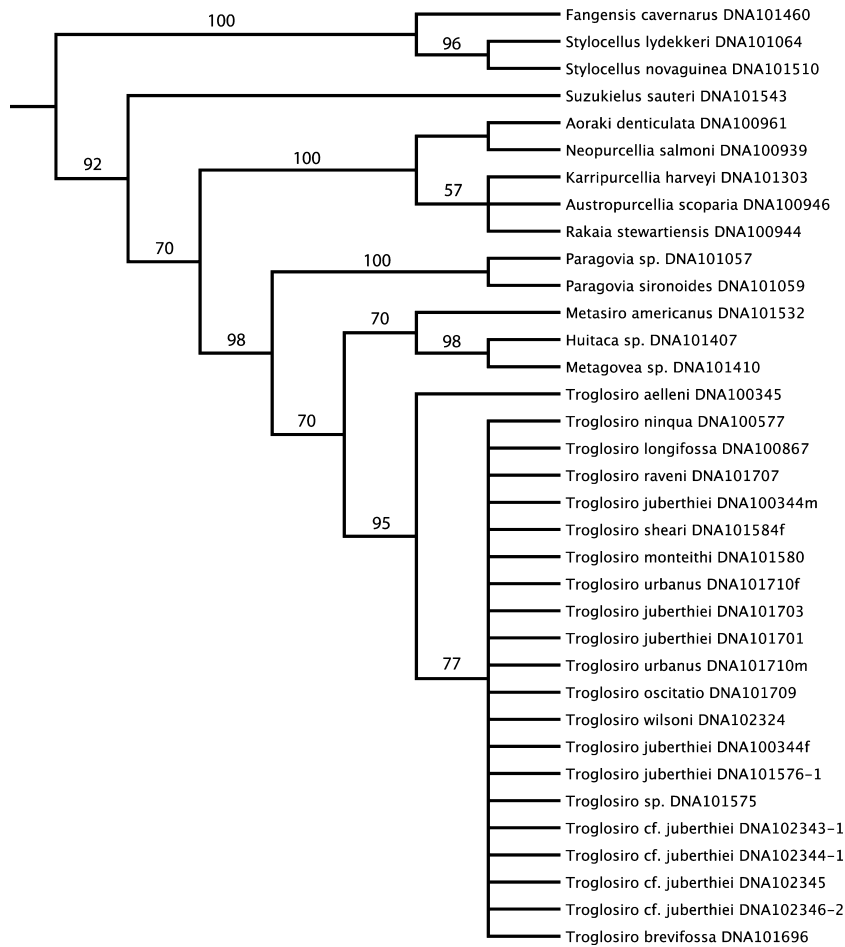 100
Fangensis cavernarus DNA101460
96
Stylocellus lydekkeri DNA101064
Stylocellus novaguinea DNA101510
Suzukielus sauteri DNA101543
92
Aoraki denticulata DNA100961
Neopurcellia salmoni DNA100939
100
Karripurcellia harveyi DNA101303
57
Austropurcellia scoparia DNA100946
Rakaia stewartiensis DNA100944
70
Paragovia sp. DNA101057
100
Paragovia sironoides DNA101059
Metasiro americanus DNA101532
70
98
Huitaca sp. DNA101407
98
Metagovea sp. DNA101410
Troglosiro aelleni DNA100345
70
Troglosiro ninqua DNA100577
Troglosiro longifossa DNA100867
Troglosiro raveni DNA101707
Troglosiro juberthiei DNA100344m
95
Troglosiro sheari DNA101584f
Troglosiro monteithi DNA101580
Troglosiro urbanus DNA101710f
Troglosiro juberthiei DNA101703
Troglosiro juberthiei DNA101701
77
Troglosiro urbanus DNA101710m
Troglosiro oscitatio DNA101709
Troglosiro wilsoni DNA102324
Troglosiro juberthiei DNA100344f
Troglosiro juberthiei DNA101576-1
Troglosiro sp. DNA101575
Troglosiro cf. juberthiei DNA102343-1
Troglosiro cf. juberthiei DNA102344-1
Troglosiro cf. juberthiei DNA102345
Troglosiro cf. juberthiei DNA102346-2
Troglosiro brevifossa DNA101696